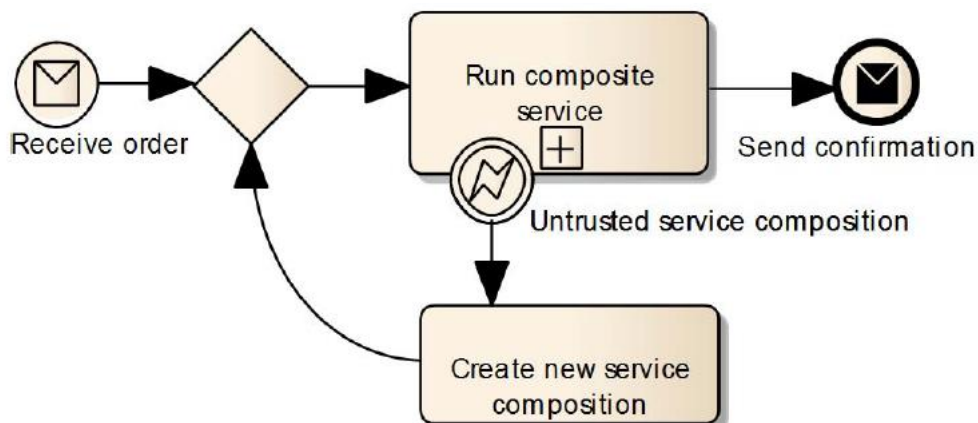 Run composite
service
Receive order
Send confirmation
Untrusted service composition
Create new service
composition